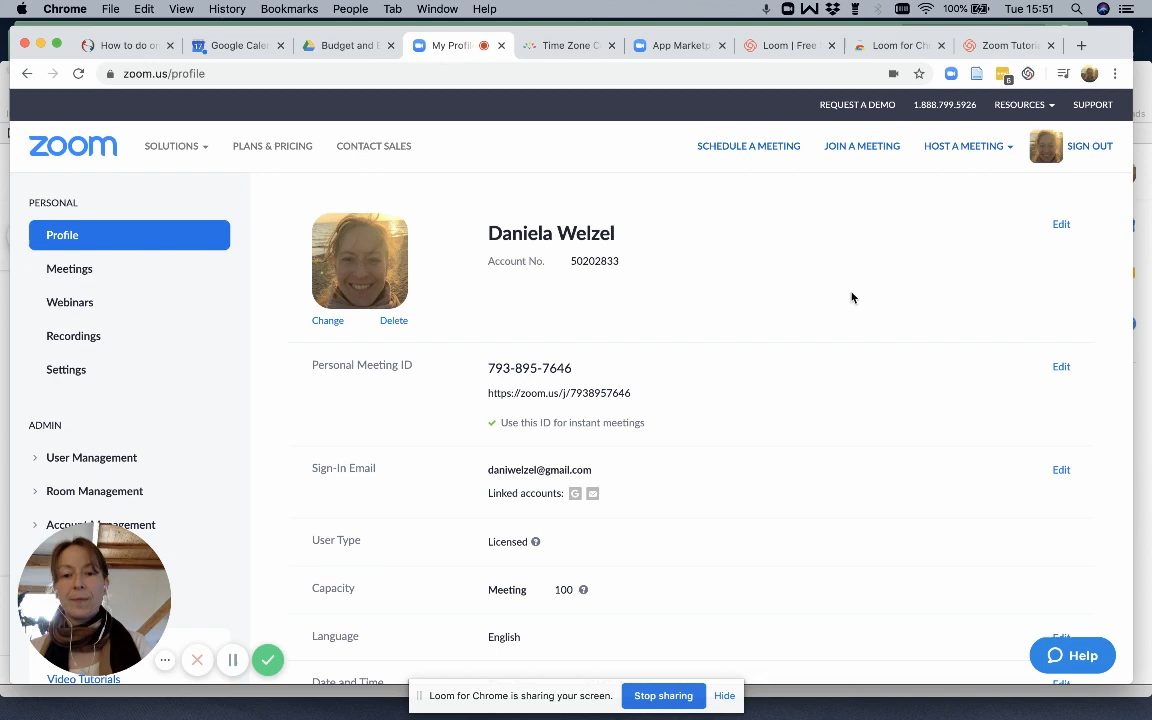 Chrome File Edit View History Bookmarks People Tab Window Help 100% Tue 15:51
How to do on Google Cale 17 Budget and E My Profil Time Zone C App Marketp Loom | Free Loom for Ch Zoom Tutori
zoom.us/profile 6
REQUEST A DEMO 1.888.799.5926 RESOURCES SUPPORT
zoom SOLUTIONS PLANS & PRICING CONTACT SALES SCHEDULE A MEETING JOIN A MEETING HOST A MEETING SIGN OUT
PERSONAL
Profile
Meetings
Webinars
Recordings
Settings
ADMIN
User Management
Room Management
Account Management
Video Tutorials
Change Delete
Daniela Welzel Edit
Account No. 50202833
Personal Meeting ID 793-895-7646 Edit
https://zoom.us/j/7938957646
Use this ID for instant meetings
Sign-In Email daniwelzel@gmail.com Edit
Linked accounts: G
User Type Licensed
Capacity Meeting 100
Language English Edit
Date and Time Edit
Help
Loom for Chrome is sharing your screen. Stop sharing Hide